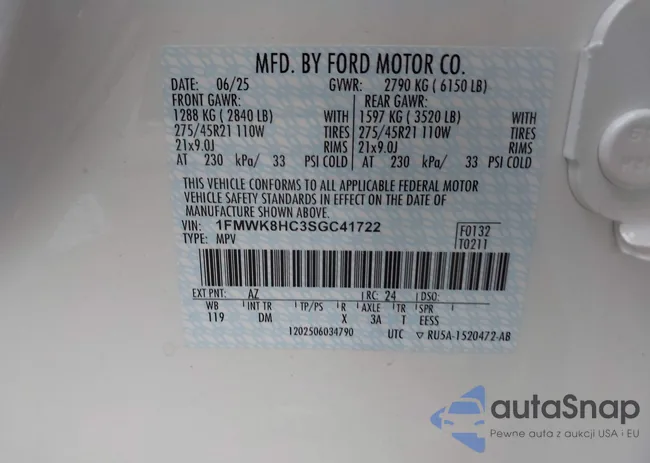 MFD. BY FORD MOTOR CO.
DATE: 06/25 GVWR: 2790 KG ( 6150 LB)
FRONT GAWR: REAR GAWR:
1288 KG ( 2840 LB) WITH 1597 KG ( 3520 LB) WITH
275/45R21 110W TIRES 275/45R21 110W TIRES
21x9.0J RIMS 21x9.0J RIMS
AT 230 kPa/ 33 PSI COLD AT 230 kPa/ 33 PSI COLD
THIS VEHICLE CONFORMS TO ALL APPLICABLE FEDERAL MOTOR
VEHICLE SAFETY STANDARDS IN EFFECT ON THE DATE OF
MANUFACTURE SHOWN ABOVE.
VIN: 1FMWK8HC3SGC41722 F0132
TYPE: MPV T0211
EXT PNT: AZ RC: 24 DSO:
WB INT TR TP/PS R AXLE TR SPR
119 DM X 3A T EESS
1202506034790 UTC ▽ RU5A-1520472-AB
autaSnap
Pewne auta z aukcji USA i EU